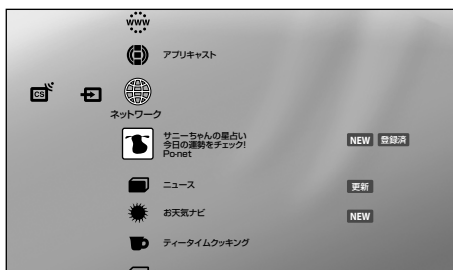 www
アプリキャスト
CS
ネットワーク
サニーちゃんの星占い
今日の運勢をチェック!
Po-net
NEW 登録済
ニュース
更新
お天気ナビ
NEW
ティータイムクッキング